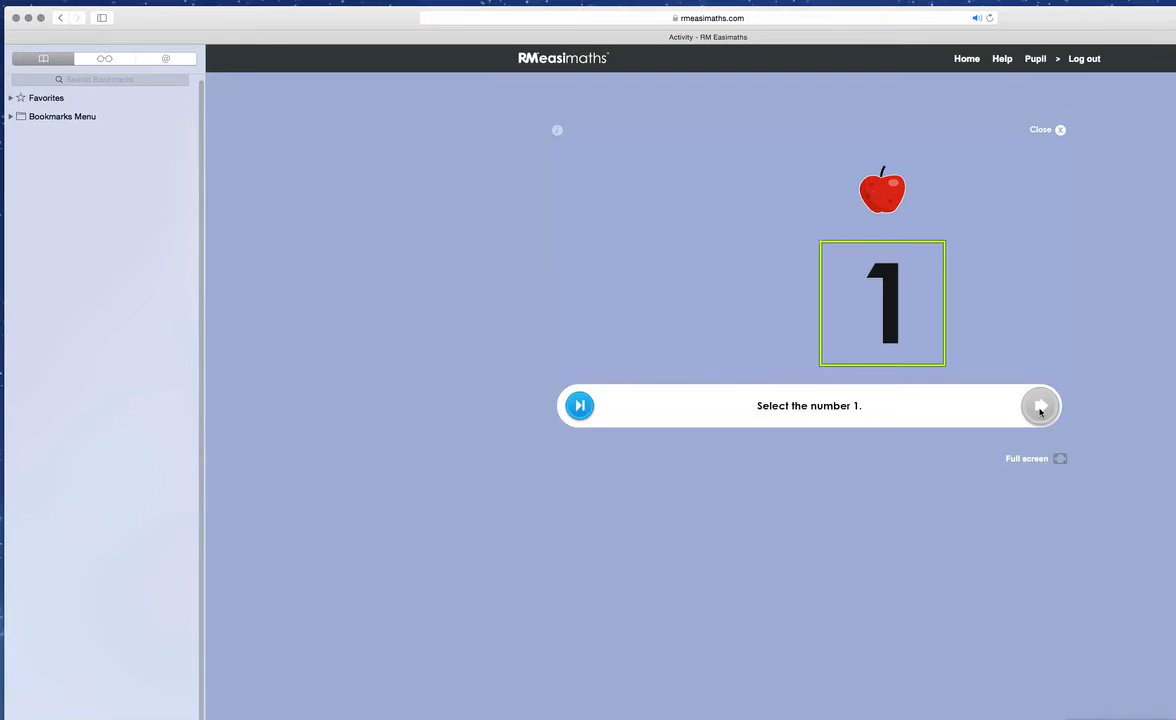 rmeasimaths.com
Activity - RM Easimaths
@
RMeasimaths™
Home Help Pupil > Log out
Search Bookmarks
Favorites
Bookmarks Menu
i
Close X
1
Select the number 1.
Full screen